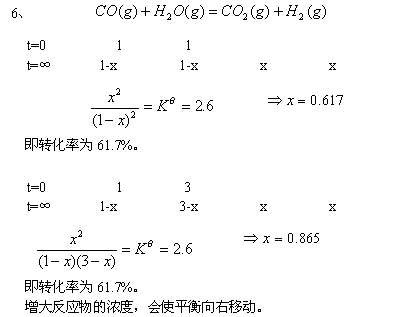 6、 CO(g)+H₂O(g)=CO₂(g)+H₂(g)
t=0 1 1
t=∞ 1-x 1-x x x
x²/(1-x)² = K^θ = 2.6 ⇒ x = 0.617
即转化率为 61.7%。
t=0 1 3
t=∞ 1-x 3-x x x
x²/((1-x)(3-x)) = K^θ = 2.6 ⇒ x = 0.865
即转化率为 61.7%。
增大反应物的浓度，会使平衡向右移动。